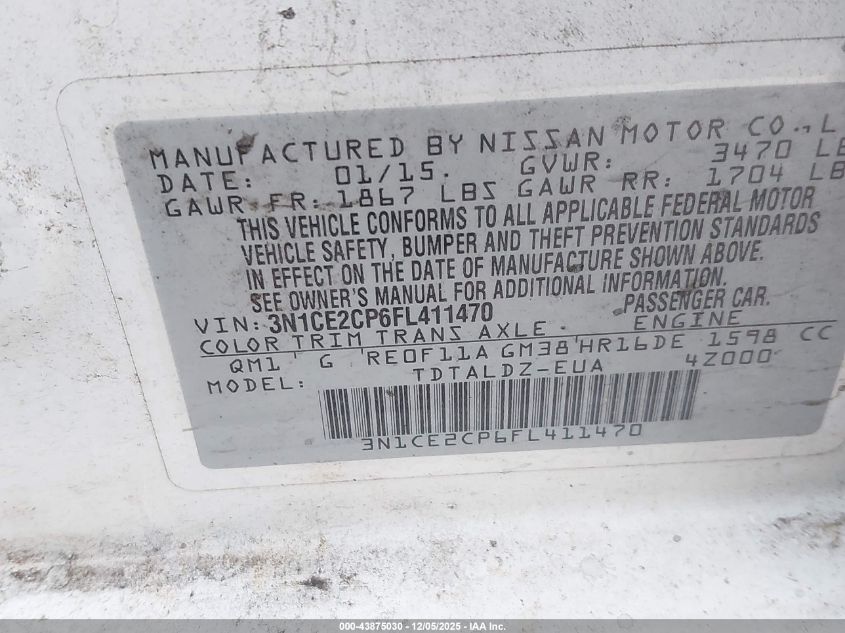 MANUFACTURED BY NISSAN MOTOR CO., L
DATE: 01/15. GVWR: 3470 LB
GAWR FR: 1867 LBS GAWR RR: 1704 LB
THIS VEHICLE CONFORMS TO ALL APPLICABLE FEDERAL MOTOR
VEHICLE SAFETY, BUMPER AND THEFT PREVENTION STANDARDS
IN EFFECT ON THE DATE OF MANUFACTURE SHOWN ABOVE.
SEE OWNER'S MANUAL FOR ADDITIONAL INFORMATION.
VIN: 3N1CE2CP6FL411470 PASSENGER CAR.
COLOR TRIM TRANS AXLE ENGINE
QM1 G RE0F11A GM38 HR16DE 1598 CC
MODEL: TDTALDZ-EUA 4Z000
3N1CE2CP6FL411470
000-43875030 - 12/05/2025 - IAA Inc.